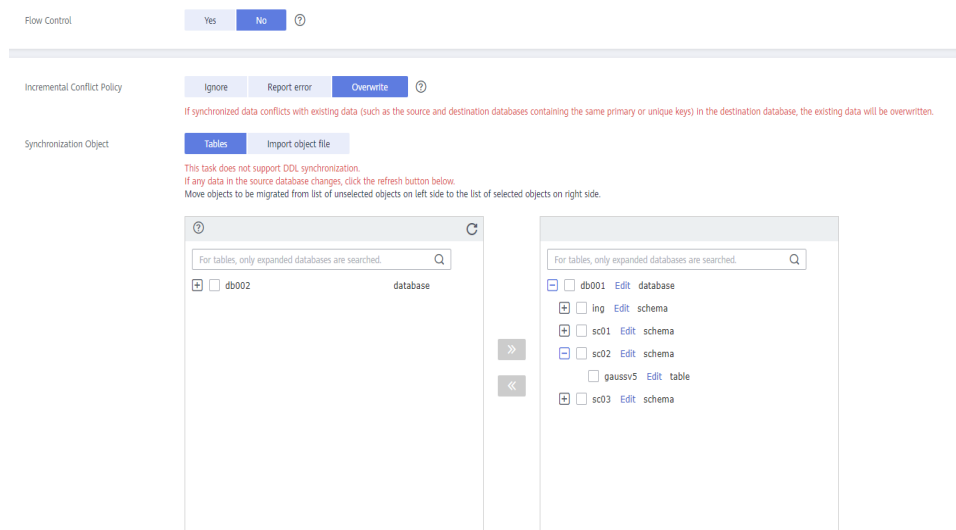 Flow Control Yes No
Incremental Conflict Policy Ignore Report error Overwrite
If synchronized data conflicts with existing data (such as the source and destination databases containing the same primary or unique keys) in the destination database, the existing data will be overwritten.
Synchronization Object Tables Import object file
This task does not support DDL synchronization.
If any data in the source database changes, click the refresh button below.
Move objects to be migrated from list of unselected objects on left side to the list of selected objects on right side.
For tables, only expanded databases are searched.
db002 database
For tables, only expanded databases are searched.
db001 Edit database
ing Edit schema
sc01 Edit schema
sc02 Edit schema
gaussv5 Edit table
sc03 Edit schema